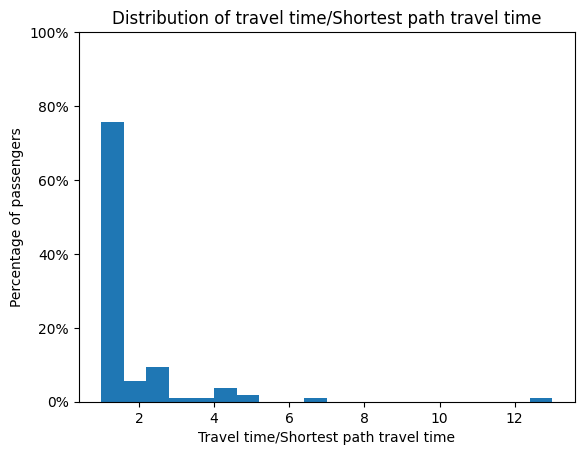 Distribution of travel time/Shortest path travel time
100%
80%
60%
40%
20%
0%
Percentage of passengers
2 4 6 8 10 12
Travel time/Shortest path travel time